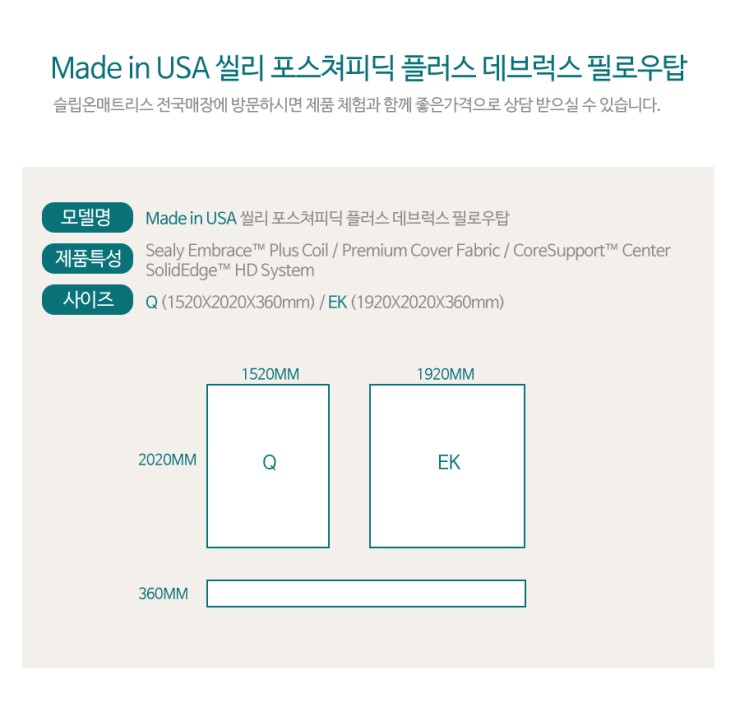 Made in USA 씰리 포스쳐피딕 플러스 데브럭스 필로우탑
슬립온매트리스 전국매장에 방문하시면 제품 체험과 함께 좋은가격으로 상담 받으실 수 있습니다.
모델명 Made in USA 씰리 포스쳐피딕 플러스 데브럭스 필로우탑
제품특성 Sealy Embrace™ Plus Coil / Premium Cover Fabric / CoreSupport™ Center
SolidEdge™ HD System
사이즈 Q (1520X2020X360mm) / EK (1920X2020X360mm)
1520MM 1920MM
2020MM Q EK
360MM